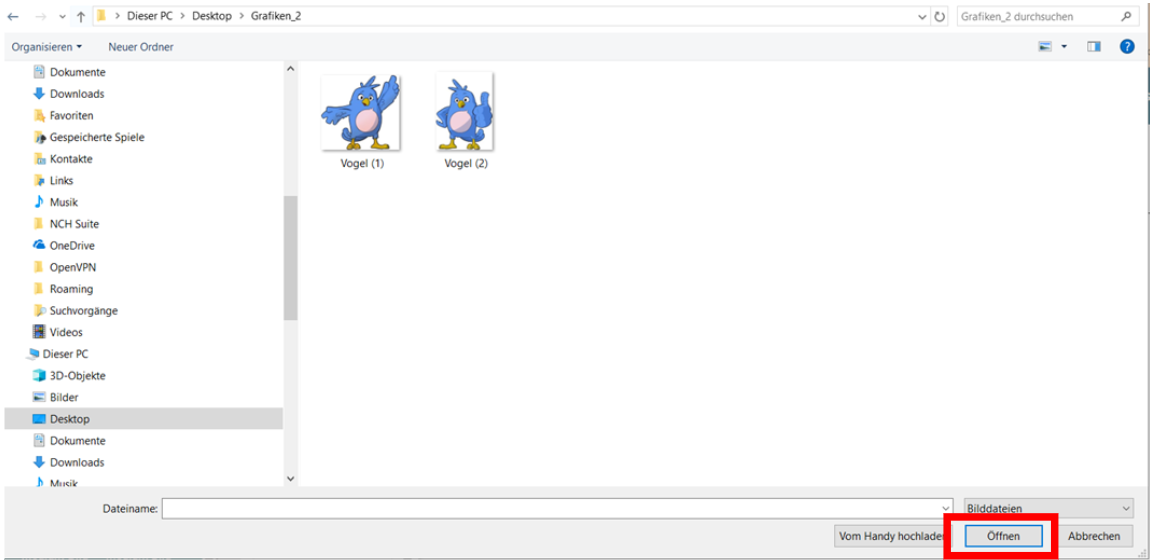 Dieser PC > Desktop > Grafiken_2
Grafiken_2 durchsuchen
Organisieren
Neuer Ordner
Dokumente
Downloads
Favoriten
Gespeicherte Spiele
Kontakte
Links
Musik
NCH Suite
OneDrive
OpenVPN
Roaming
Suchvorgänge
Videos
Dieser PC
3D-Objekte
Bilder
Desktop
Dokumente
Downloads
Musik
Vogel (1)
Vogel (2)
Dateiname:
Bilddateien
Vom Handy hochladen
Öffnen
Abbrechen